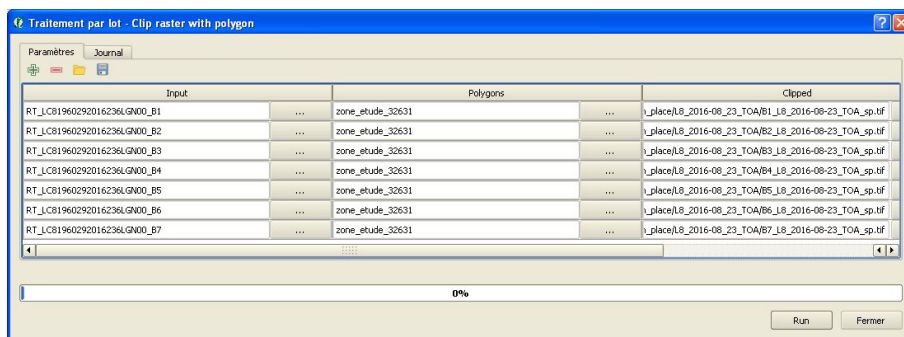 Traitement par lot - Clip raster with polygon
Paramètres Journal
Input Polygons Clipped
RT_LC81960292016236LGN00_B1 ... zone_etude_32631 ... _place/L8_2016-08_23_TOA/B1_L8_2016-08-23_TOA_sp.tif
RT_LC81960292016236LGN00_B2 ... zone_etude_32631 ... _place/L8_2016-08_23_TOA/B2_L8_2016-08-23_TOA_sp.tif
RT_LC81960292016236LGN00_B3 ... zone_etude_32631 ... _place/L8_2016-08_23_TOA/B3_L8_2016-08-23_TOA_sp.tif
RT_LC81960292016236LGN00_B4 ... zone_etude_32631 ... _place/L8_2016-08_23_TOA/B4_L8_2016-08-23_TOA_sp.tif
RT_LC81960292016236LGN00_B5 ... zone_etude_32631 ... _place/L8_2016-08_23_TOA/B5_L8_2016-08-23_TOA_sp.tif
RT_LC81960292016236LGN00_B6 ... zone_etude_32631 ... _place/L8_2016-08_23_TOA/B6_L8_2016-08-23_TOA_sp.tif
RT_LC81960292016236LGN00_B7 ... zone_etude_32631 ... _place/L8_2016-08_23_TOA/B7_L8_2016-08-23_TOA_sp.tif
0%
Run Fermer